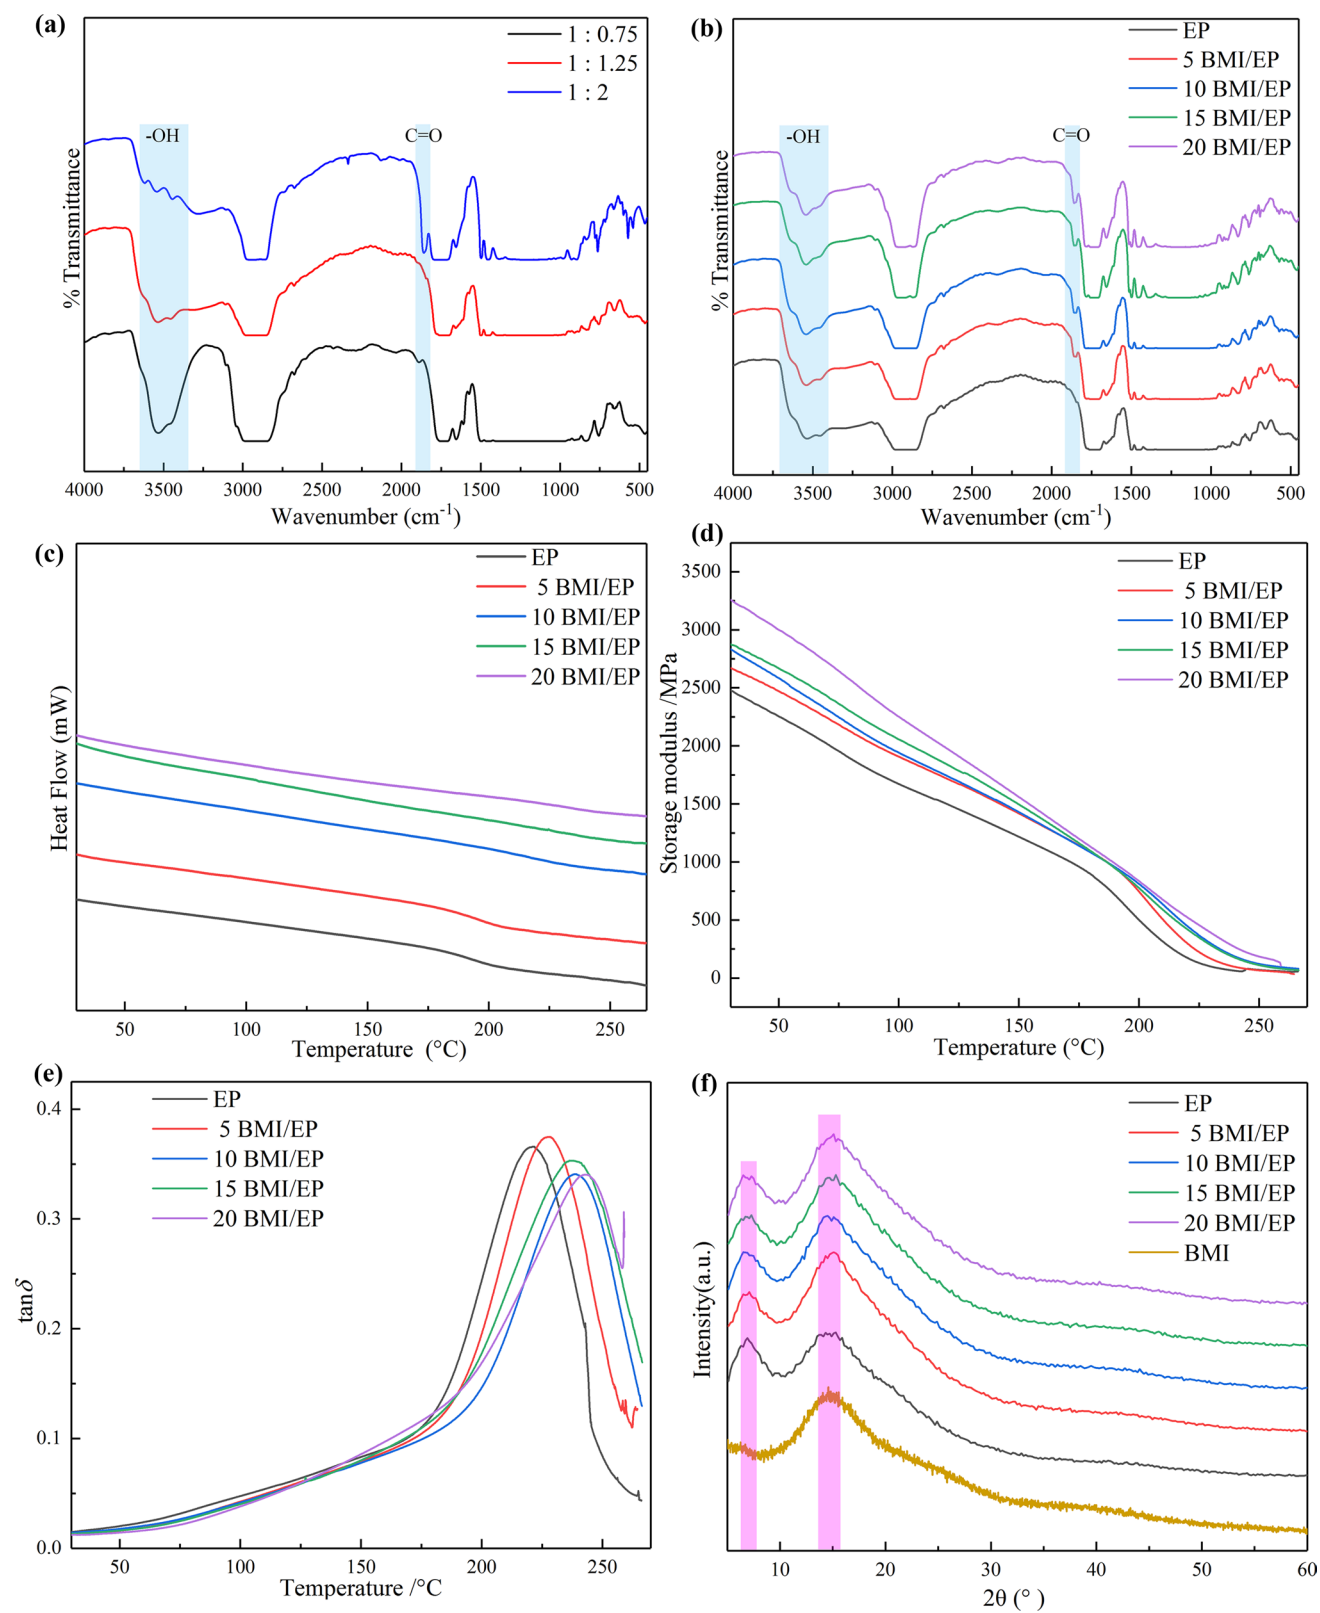 (a)
1 : 0.75
1 : 1.25
1 : 2
-OH
C=O
% Transmittance
4000 3500 3000 2500 2000 1500 1000 500
Wavenumber (cm⁻¹)
(b)
EP
5 BMI/EP
10 BMI/EP
15 BMI/EP
20 BMI/EP
-OH
C=O
% Transmittance
4000 3500 3000 2500 2000 1500 1000 500
Wavenumber (cm⁻¹)
(c)
EP
5 BMI/EP
10 BMI/EP
15 BMI/EP
20 BMI/EP
Heat Flow (mW)
50 100 150 200 250
Temperature (°C)
(d)
EP
5 BMI/EP
10 BMI/EP
15 BMI/EP
20 BMI/EP
Storage modulus /MPa
3500
3000
2500
2000
1500
1000
500
0
50 100 150 200 250
Temperature (°C)
(e)
EP
5 BMI/EP
10 BMI/EP
15 BMI/EP
20 BMI/EP
tanδ
0.4
0.3
0.2
0.1
0.0
50 100 150 200 250
Temperature /°C
(f)
EP
5 BMI/EP
10 BMI/EP
15 BMI/EP
20 BMI/EP
BMI
Intensity(a.u.)
10 20 30 40 50 60
2θ (°)